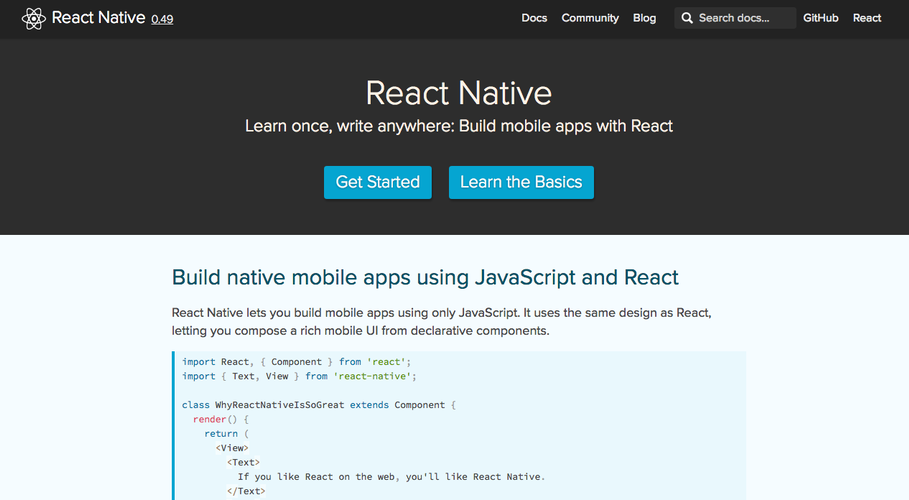 React Native 0.49 Docs Community Blog Search docs... GitHub React
React Native
Learn once, write anywhere: Build mobile apps with React
Get Started Learn the Basics
Build native mobile apps using JavaScript and React
React Native lets you build mobile apps using only JavaScript. It uses the same design as React,
letting you compose a rich mobile UI from declarative components.
import React, { Component } from 'react';
import { Text, View } from 'react-native';
class WhyReactNativeIsSoGreat extends Component {
render() {
return (
<View>
<Text>
If you like React on the web, you'll like React Native.
</Text>